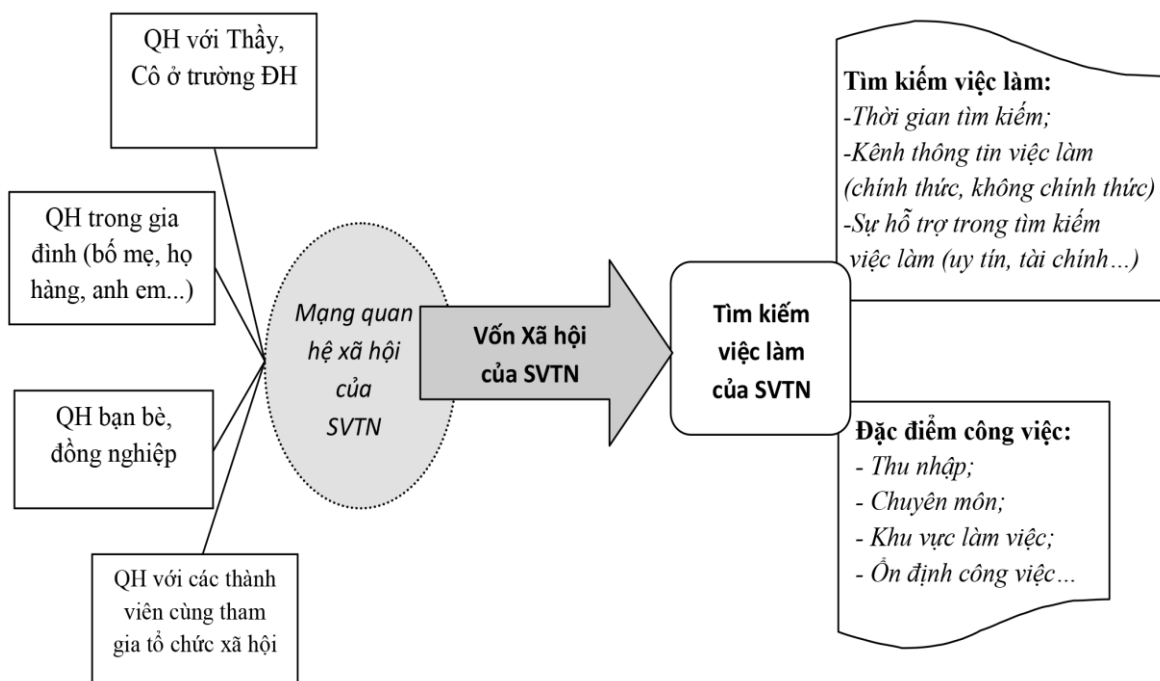 QH với Thầy,
Cô ở trường ĐH
QH trong gia
đình (bố mẹ, họ
hàng, anh em...)
QH bạn bè,
đồng nghiệp
QH với các thành
viên cùng tham
gia tổ chức xã hội
Mạng quan
hệ xã hội
của
SVTN
Vốn Xã hội
của SVTN
Tìm kiếm
việc làm
của SVTN
Tìm kiếm việc làm:
-Thời gian tìm kiếm;
-Kênh thông tin việc làm
(chính thức, không chính thức)
-Sự hỗ trợ trong tìm kiếm
việc làm (uy tín, tài chính…)
Đặc điểm công việc:
- Thu nhập;
- Chuyên môn;
- Khu vực làm việc;
- Ổn định công việc…